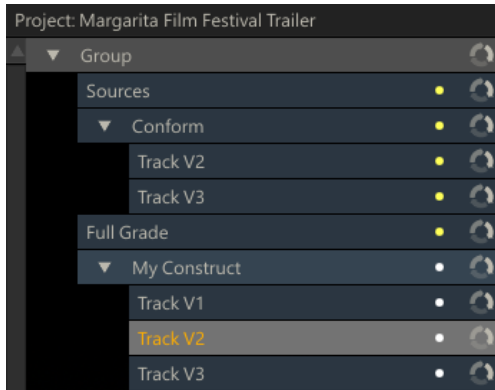 Project: Margarita Film Festival Trailer
Group
Sources
Conform
Track V2
Track V3
Full Grade
My Construct
Track V1
Track V2
Track V3